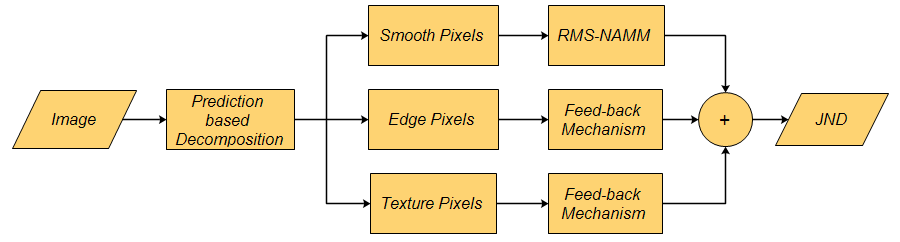 Image
Prediction
based
Decomposition
Smooth Pixels
RMS-NAMM
Edge Pixels
Feed-back
Mechanism
Texture Pixels
Feed-back
Mechanism
+
JND